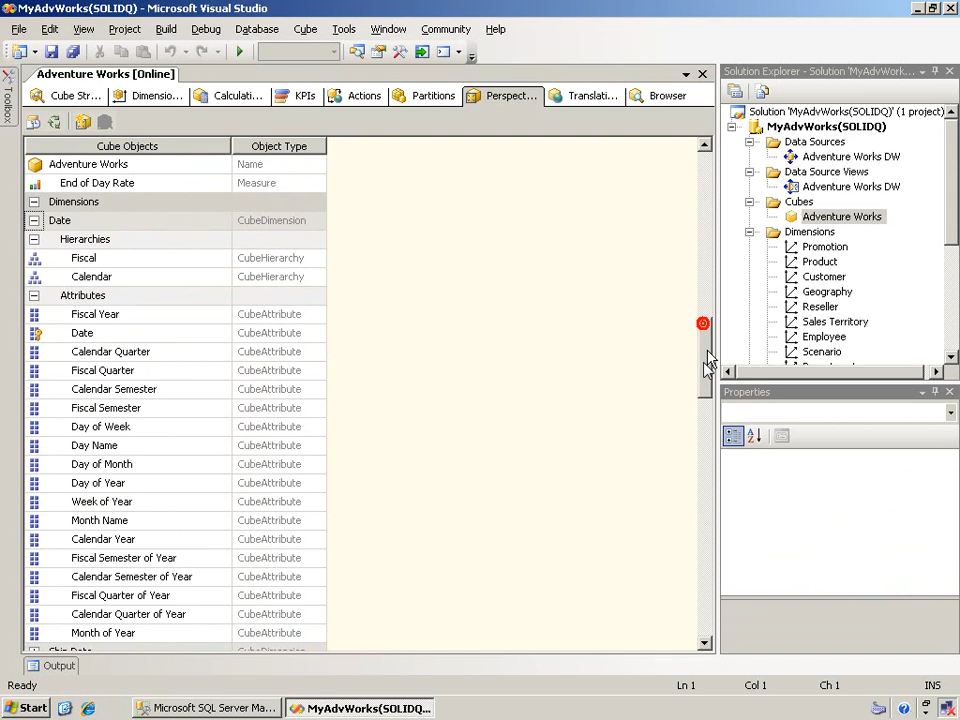 MyAdvWorks(SOLIDQ) - Microsoft Visual Studio
File Edit View Project Build Debug Database Cube Tools Window Community Help
Toolbox
Adventure Works [Online]
Cube Str... Dimensio... Calculati... KPIs Actions Partitions Perspect... Translati... Browser
Cube Objects Object Type
Adventure Works Name
End of Day Rate Measure
Dimensions
Date CubeDimension
Hierarchies
Fiscal CubeHierarchy
Calendar CubeHierarchy
Attributes
Fiscal Year CubeAttribute
Date CubeAttribute
Calendar Quarter CubeAttribute
Fiscal Quarter CubeAttribute
Calendar Semester CubeAttribute
Fiscal Semester CubeAttribute
Day of Week CubeAttribute
Day Name CubeAttribute
Day of Month CubeAttribute
Day of Year CubeAttribute
Week of Year CubeAttribute
Month Name CubeAttribute
Calendar Year CubeAttribute
Fiscal Semester of Year CubeAttribute
Calendar Semester of Year CubeAttribute
Fiscal Quarter of Year CubeAttribute
Calendar Quarter of Year CubeAttribute
Month of Year CubeAttribute
Solution Explorer - Solution 'MyAdvWork...
Solution 'MyAdvWorks(SOLIDQ)' (1 project)
MyAdvWorks(SOLIDQ)
Data Sources
Adventure Works DW
Data Source Views
Adventure Works DW
Cubes
Adventure Works
Dimensions
Promotion
Product
Customer
Geography
Reseller
Sales Territory
Employee
Scenario
Properties
Output
Ready Ln 1 Col 1 Ch 1 INS
Start Microsoft SQL Server Ma... MyAdvWorks(SOLIDQ...